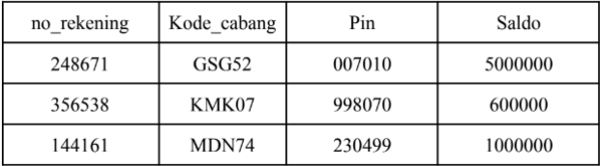 no_rekening Kode_cabang Pin Saldo
248671 GSG52 007010 5000000
356538 KMK07 998070 600000
144161 MDN74 230499 1000000